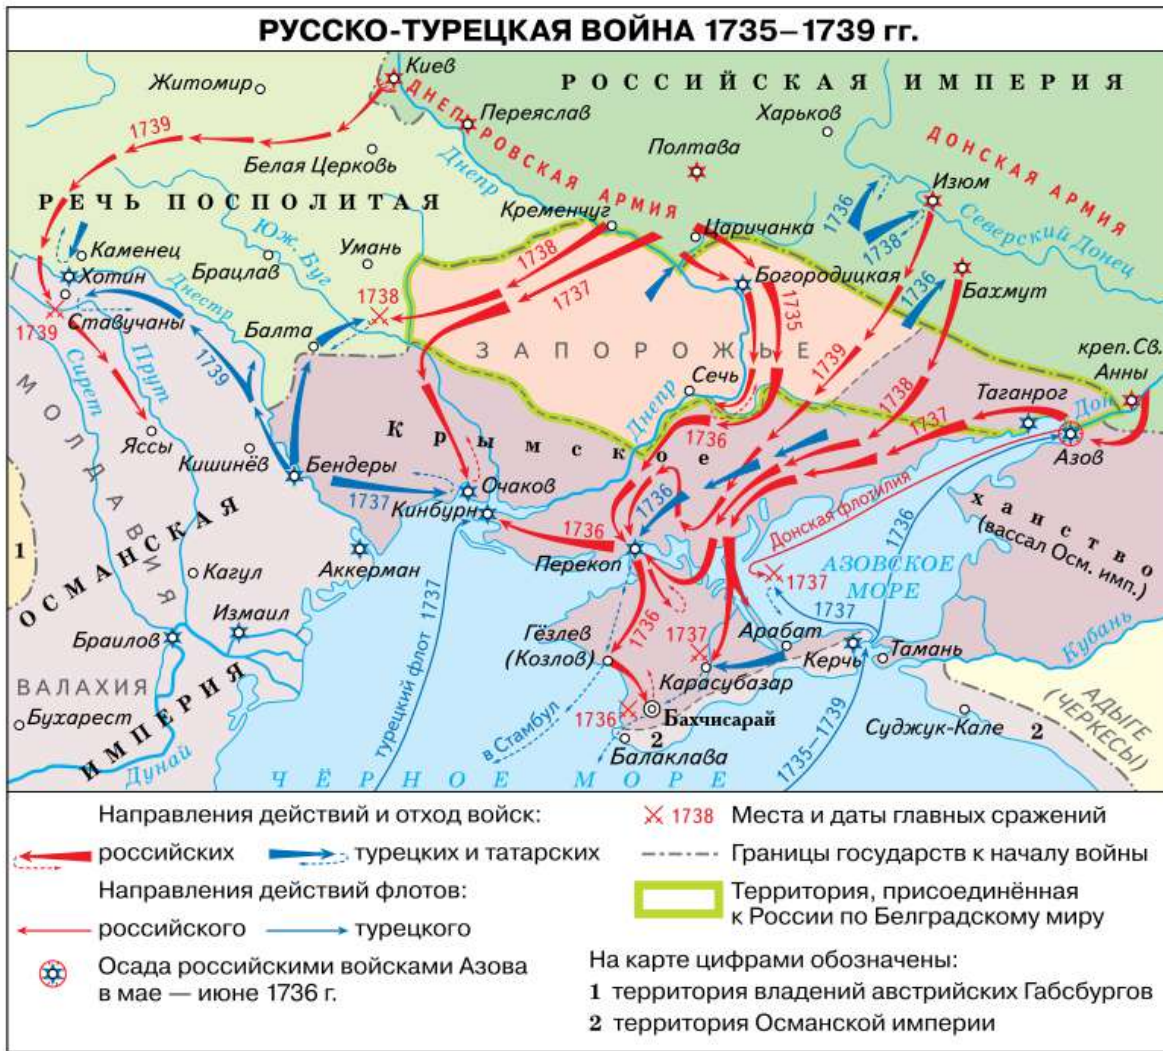 РУССКО-ТУРЕЦКАЯ ВОЙНА 1735–1739 гг.
Киев
Житомир
РОССИЙСКАЯ ИМПЕРИЯ
Переяслав
Харьков
1739
ДНЕПРОВСКАЯ АРМИЯ
ДОНСКАЯ АРМИЯ
Белая Церковь
Днепр
Полтава
Изюм
РЕЧЬ ПОСПОЛИТАЯ
Кременчуг
Царичанка
1736
1738
Северский Донец
Каменец
Юж. Буг
Умань
Хотин
Брацлав
1738
Богородицкая
1736
Бахмут
Днестр
1738
1737
1735
Ставучаны
1739
Балта
ЗАПОРОЖЬЕ
1739
креп.Св.
Анны
МОЛДАВИЯ
Сирет
Прут
1739
Сечь
1738
Таганрог
Дон
Днепр
1737
Яссы
Крымское
1736
Азов
Кишинёв
Бендеры
Очаков
1737
Кинбурн
1736
Донская флотилия
1736
ханство
(вассал Осм. имп.)
1
ОСМАНСКАЯ
1736
Аккерман
Перекоп
1737
АЗОВСКОЕ
МОРЕ
Кагул
1737
Измаил
1737
Гёзлев
(Козлов)
1736
1737
Арабат
Браилов
Керчь
Тамань
Кубань
ВАЛАХИЯ
ИМПЕРИЯ
турецкий флот
Карасубазар
Бухарест
1736
Бахчисарай
2
Суджук-Кале
2
АДЫГЕ
(ЧЕРКЕСЫ)
в Стамбул
Балаклава
1735–1739
Дунай
ЧЁРНОЕ МОРЕ
Направления действий и отход войск:
российских
турецких и татарских
Направления действий флотов:
российского
турецкого
Осада российскими войсками Азова
в мае — июне 1736 г.
1738 Места и даты главных сражений
Границы государств к началу войны
Территория, присоединённая
к России по Белградскому миру
На карте цифрами обозначены:
1 территория владений австрийских Габсбургов
2 территория Османской империи